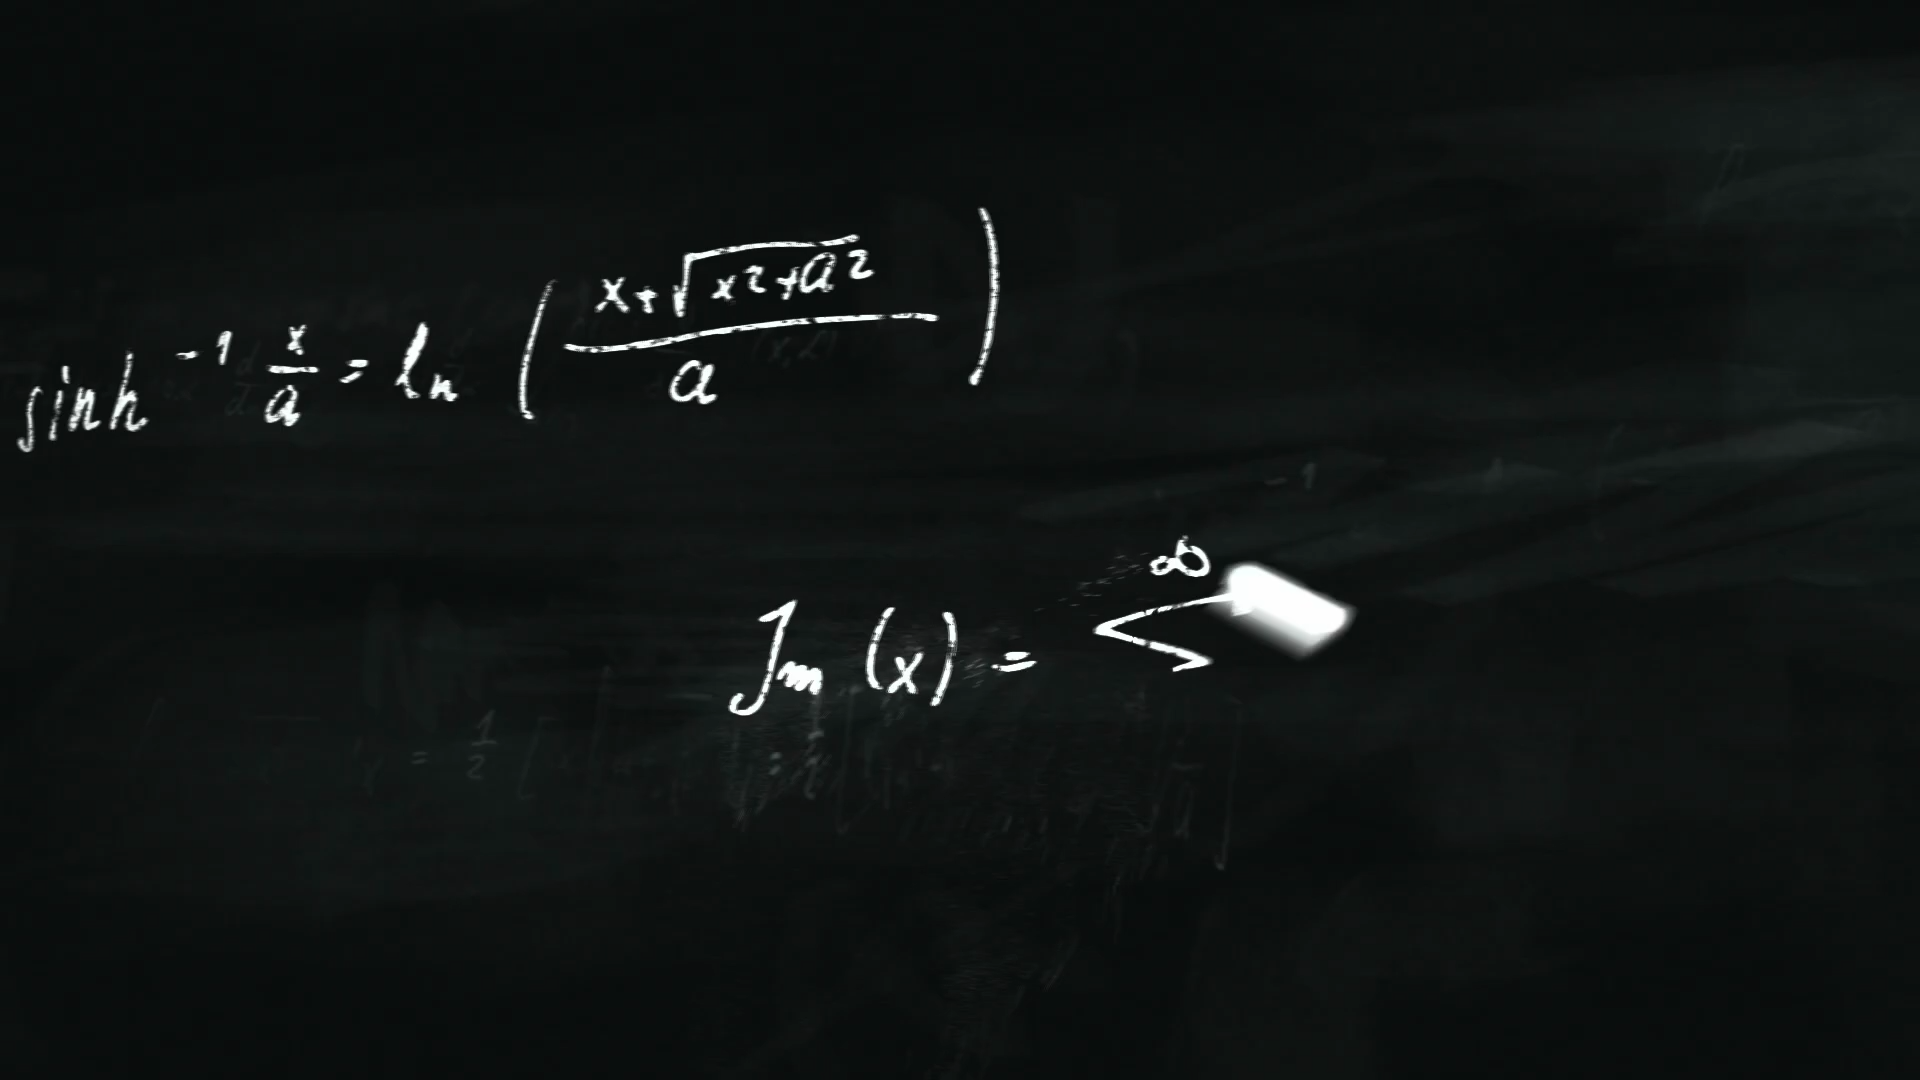 sinh⁻¹ x/a = ln ( (x+√(x²+a²)) / a )
Jm (x) = ∞ Σ